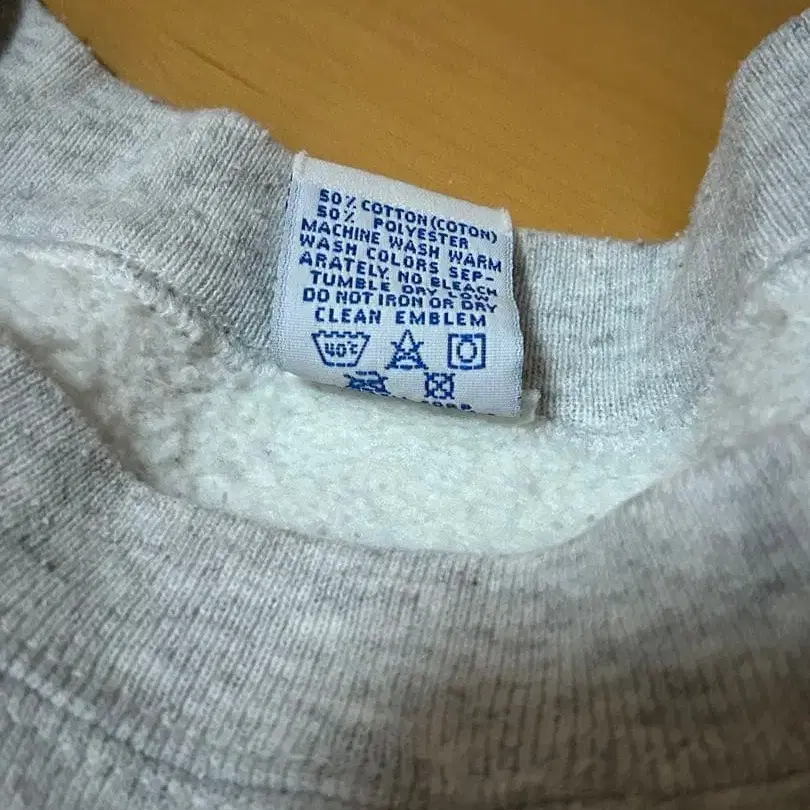 50% COTTON (COTON)
50% POLYESTER
MACHINE WASH WARM
WASH COLORS SEP-
ARATELY. NO BLEACH
TUMBLE DRY LOW
DO NOT IRON OR DRY
CLEAN EMBLEM
40°C